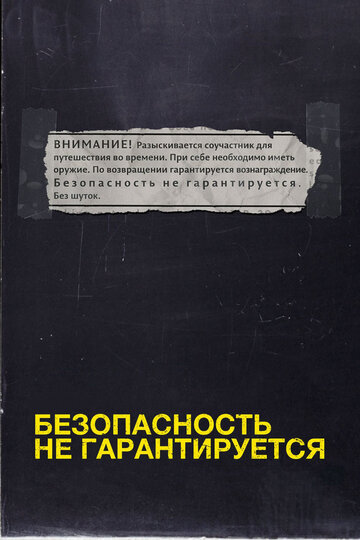 ВНИМАНИЕ! Разыскивается соучастник для
путешествия во времени. При себе необходимо иметь
оружие. По возвращении гарантируется вознаграждение.
Безопасность не гарантируется.
Без шуток.
БЕЗОПАСНОСТЬ
НЕ ГАРАНТИРУЕТСЯ